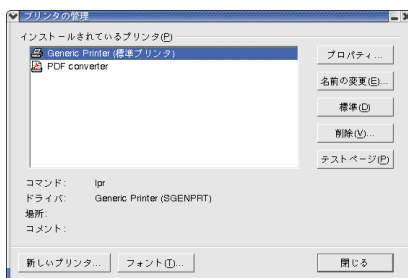 プリンタの管理
インストールされているプリンタ(P)
Generic Printer (標準プリンタ)
PDF converter
プロパティ...
名前の変更(E)...
標準(D)
削除(V)...
テストページ(P)
コマンド: lpr
ドライバ: Generic Printer (SGENPRT)
場所:
コメント:
新しいプリンタ...
フォント(T)...
閉じる